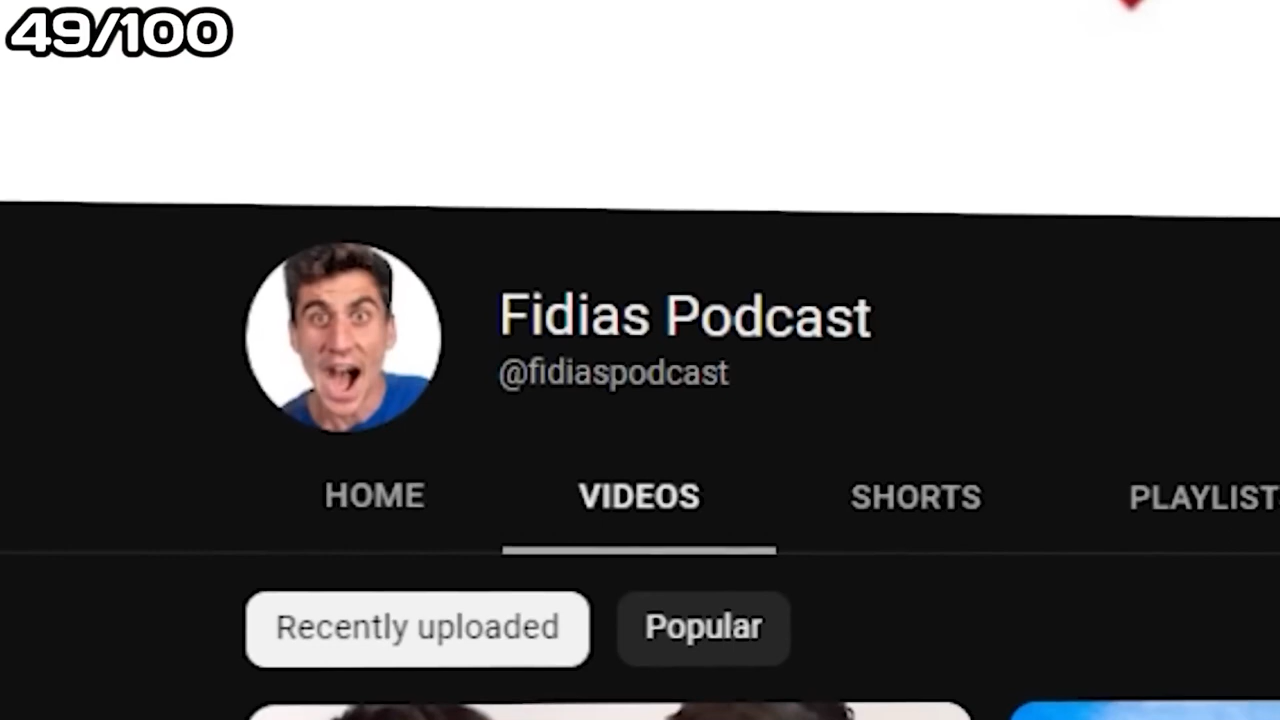 49/100
Fidias Podcast
@fidiaspodcast
HOME VIDEOS SHORTS PLAYLIST
Recently uploaded Popular